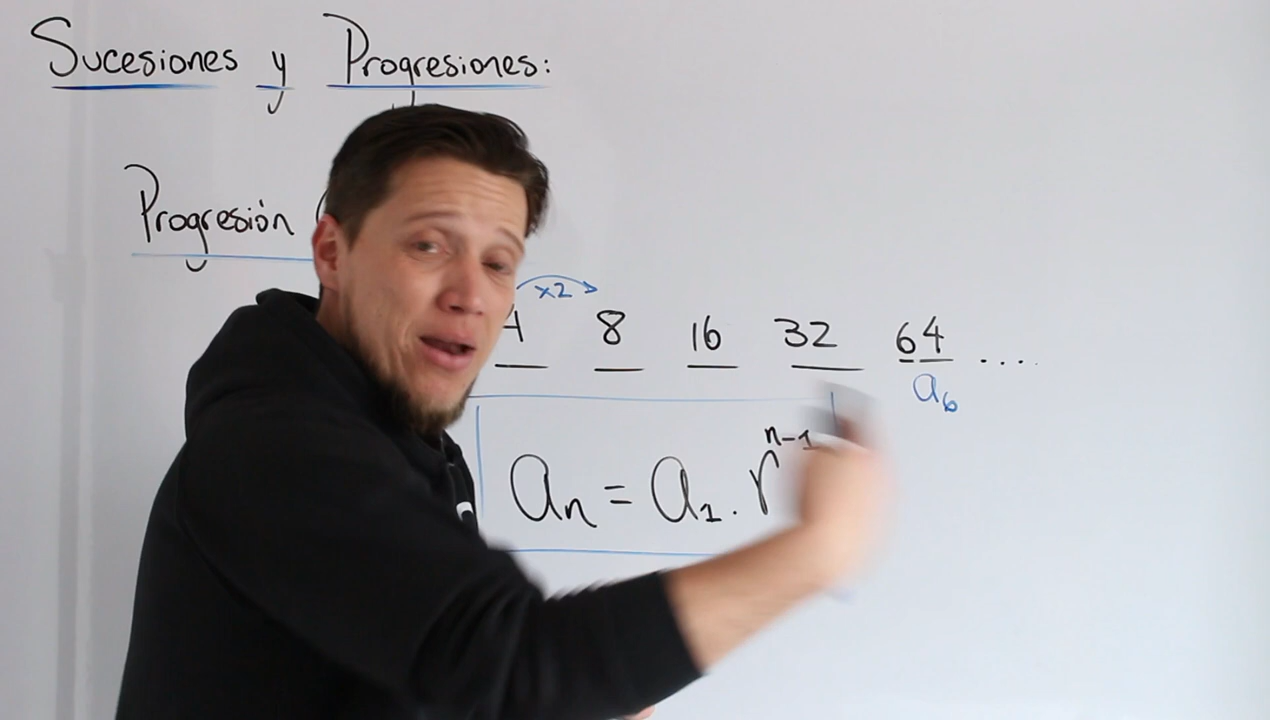 Sucesiones y Progresiones:
Progresión
x2
4 8 16 32 64 ....
a6
an = a1 . r^n-1